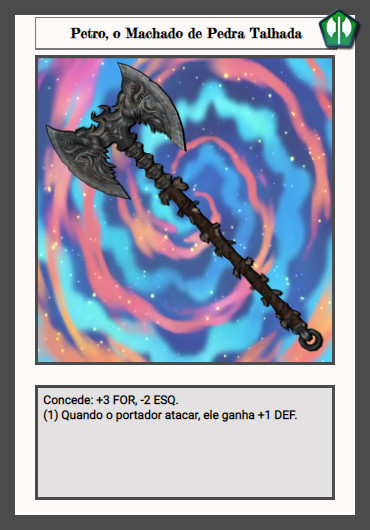 Petro, o Machado de Pedra Talhada
Concede: +3 FOR, -2 ESQ.
(1) Quando o portador atacar, ele ganha +1 DEF.